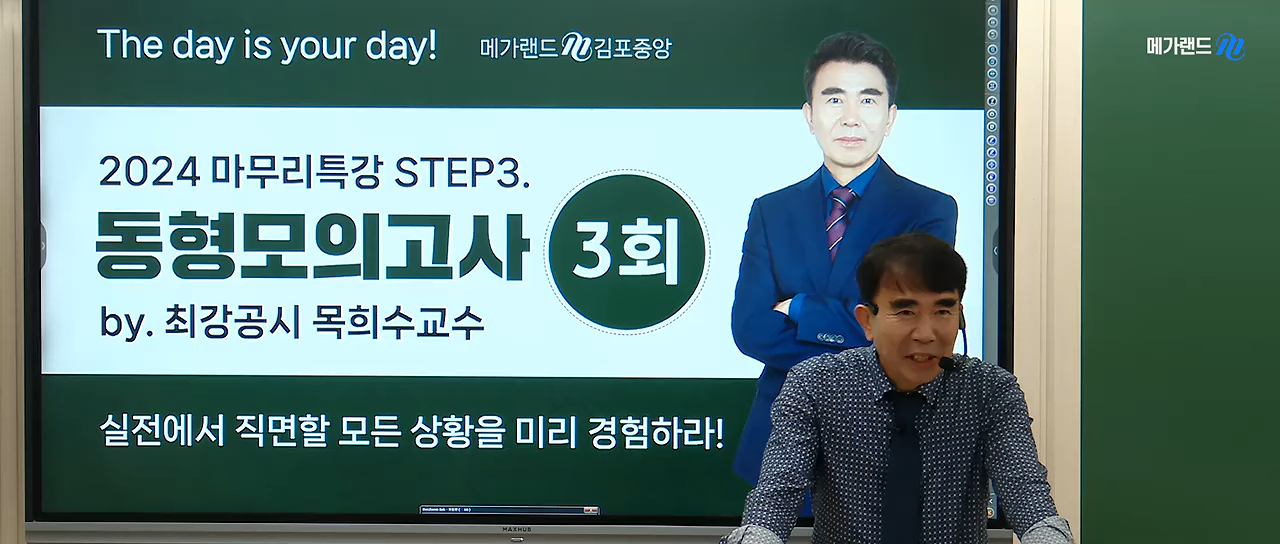 The day is your day!
메가랜드 김포중앙
메가랜드
2024 마무리특강 STEP3.
동형모의고사
3회
by. 최강공시 목희수교수
실전에서 직면할 모든 상황을 미리 경험하라!
MAXHUB